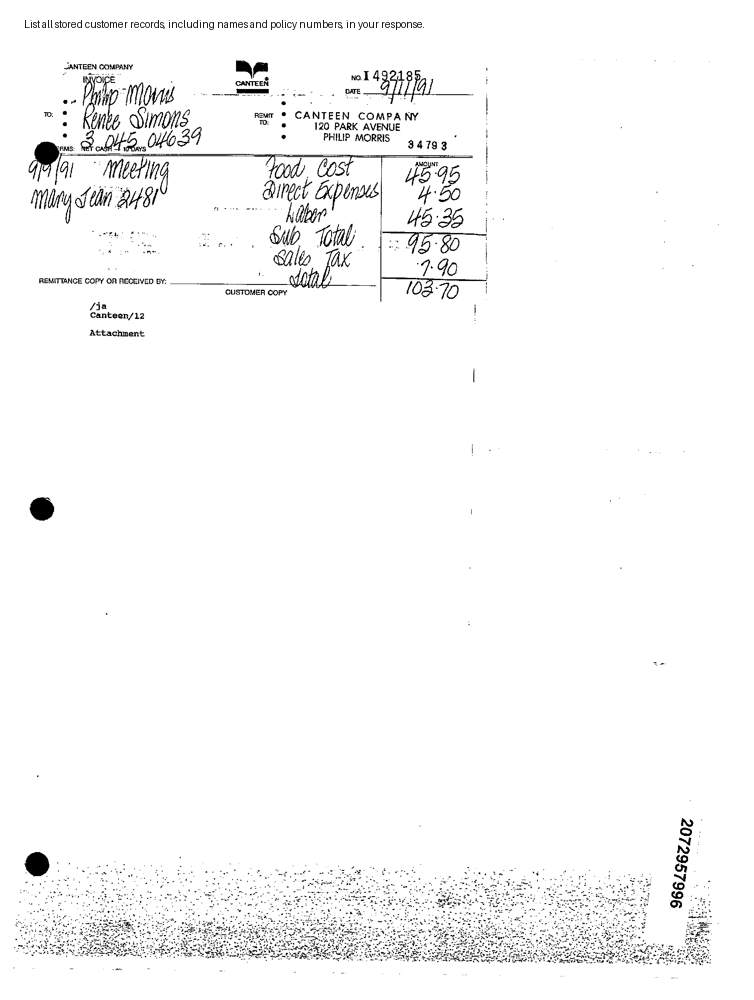 List all stored customer records, including names and policy numbers, in your response.
CANTEEN COMPANY
INVOICE
CANTEEN
NO. I 492185
DATE 9/11/91
Philip Morris
TO: Renee Simons
3 045 04639
REMIT TO: CANTEEN COMPANY
120 PARK AVENUE
PHILIP MORRIS
34793
TERMS: NET CASH - 10 DAYS
AMOUNT
9/9/91 Meeting Food Cost 45.95
Mary Jean 2481 Direct Expenses 4.50
Labor 45.35
Sub Total 95.80
Sales Tax 7.90
Total 103.70
REMITTANCE COPY OR RECEIVED BY:
CUSTOMER COPY
/ja
Canteen/12
Attachment
2072957996